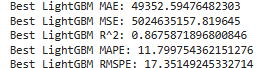 Best LightGBM MAE: 49352.59476482303
Best LightGBM MSE: 5024635157.819645
Best LightGBM R^2: 0.8675871896800846
Best LightGBM MAPE: 11.799754362151276
Best LightGBM RMSPE: 17.35149245332714